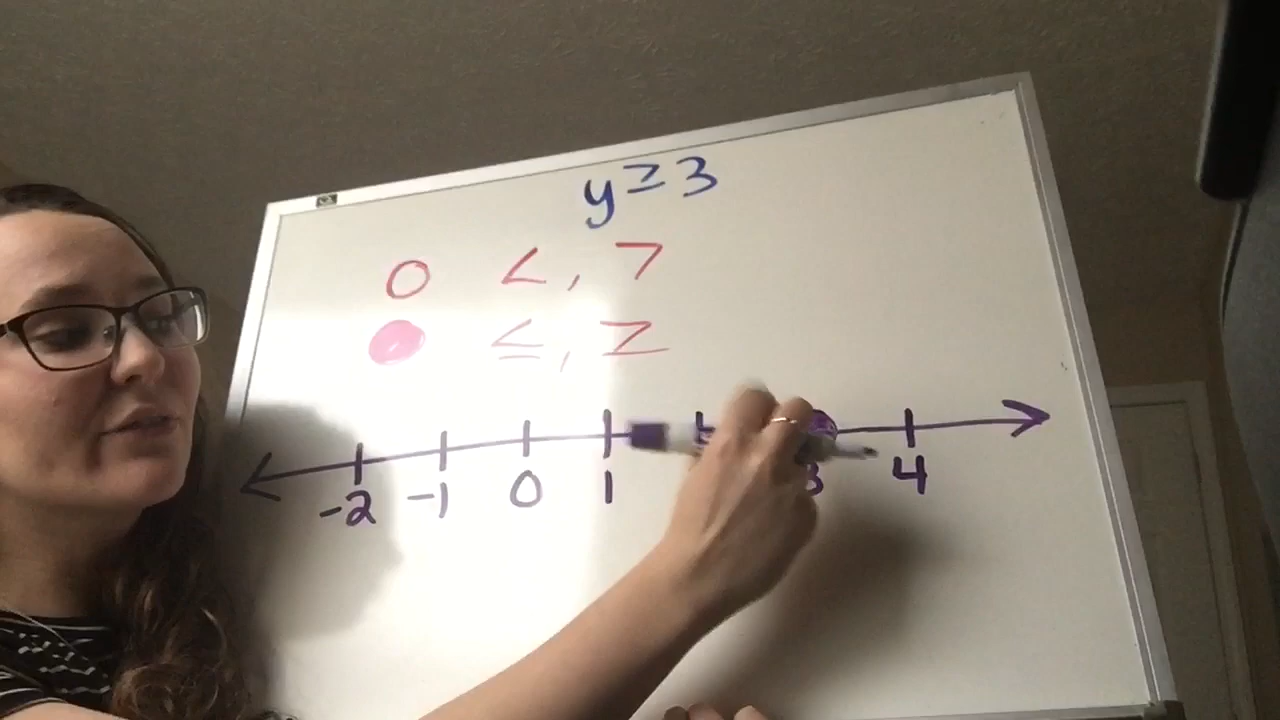 y ≥ 3
○ <, >
● ≤, ≥
-2 -1 0 1 3 4